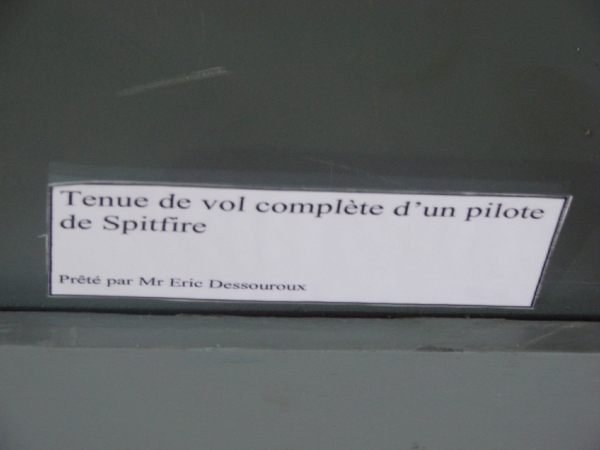 Tenue de vol complète d'un pilote
de Spitfire
Prêté par Mr Eric Dessouroux